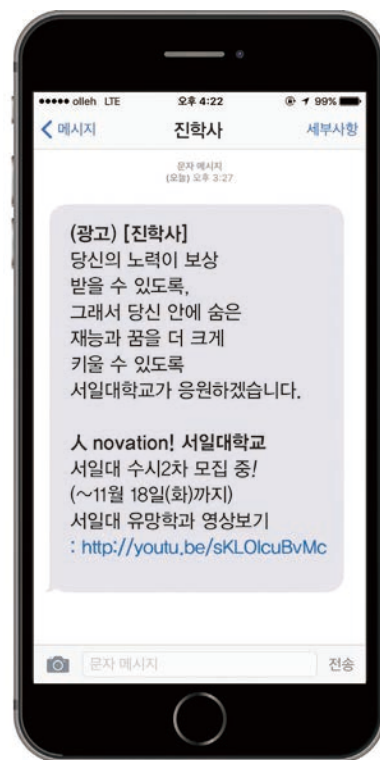 ●●●●● olleh LTE 오후 4:22 99%
메시지 진학사 세부사항
문자 메시지
(오늘) 오후 3:27
(광고) [진학사]
당신의 노력이 보상
받을 수 있도록,
그래서 당신 안에 숨은
재능과 꿈을 더 크게
키울 수 있도록
서일대학교가 응원하겠습니다.
人 novation! 서일대학교
서일대 수시2차 모집 중!
(~11월 18일(화)까지)
서일대 유망학과 영상보기
: http://youtu.be/sKLOlcuBvMc
문자 메시지 전송